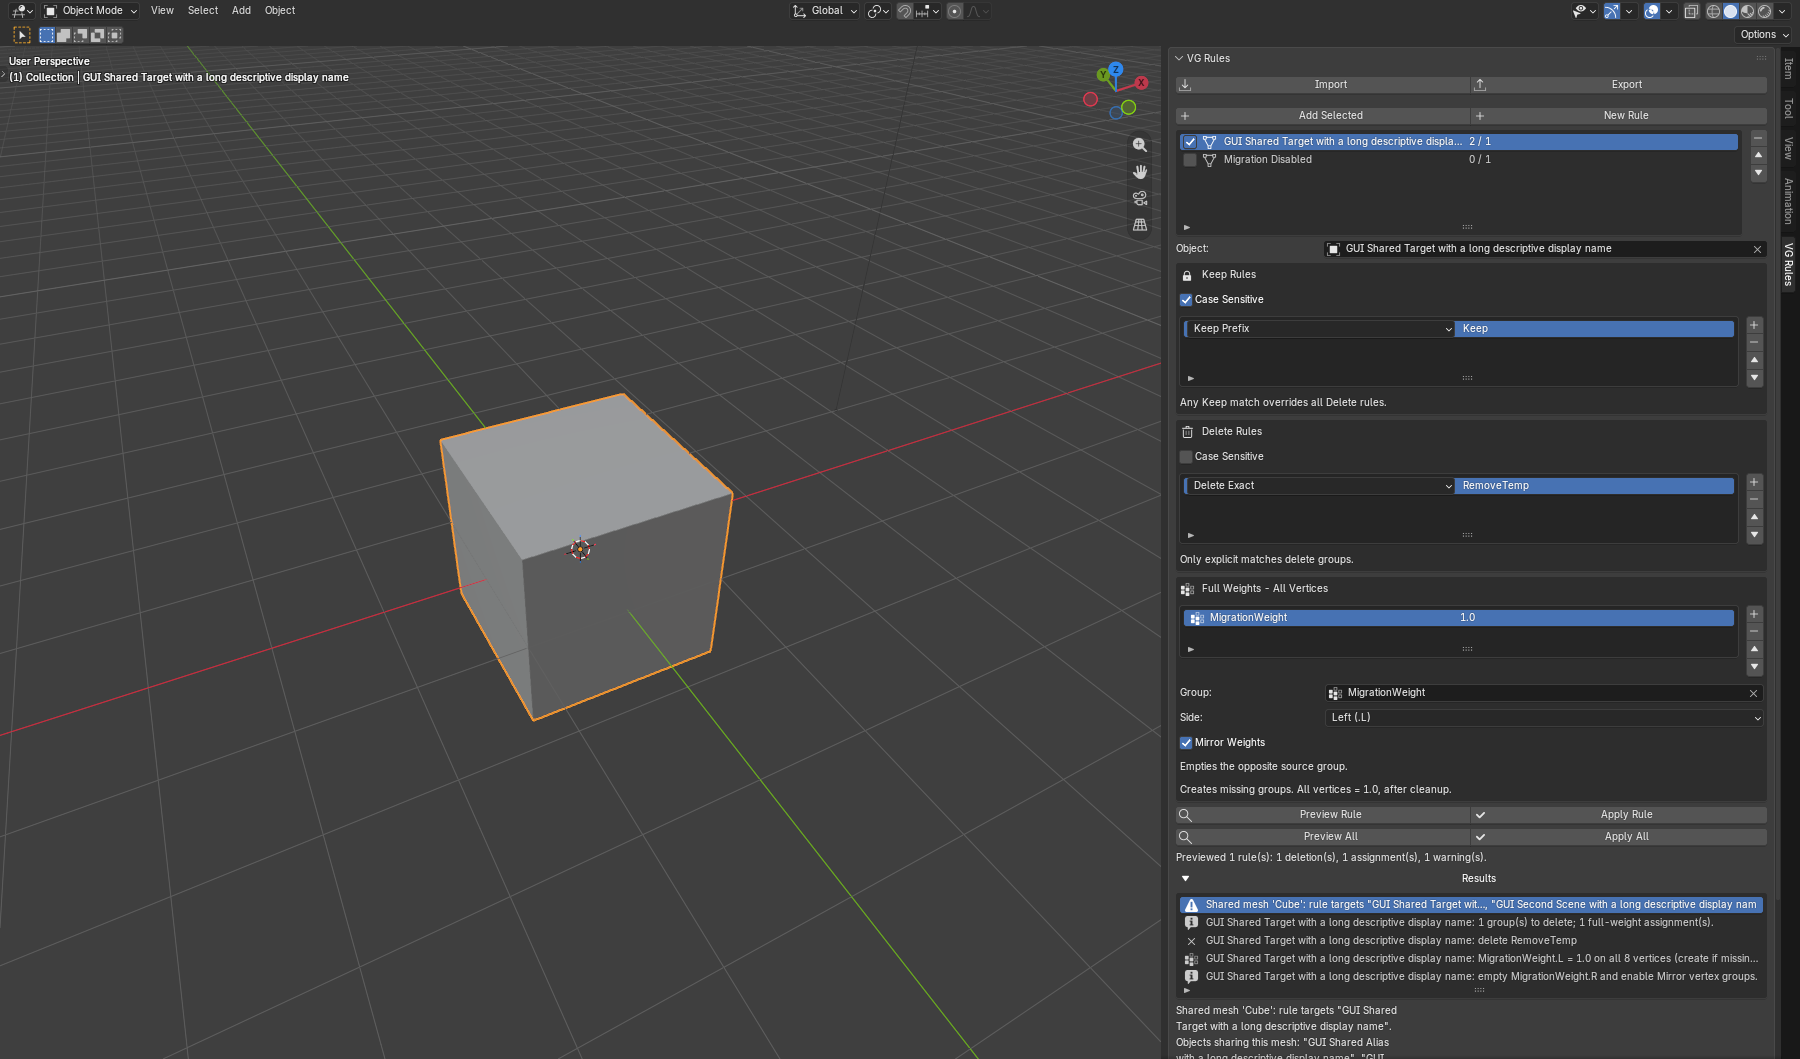 Object Mode View Select Add Object Global
Options
User Perspective
(1) Collection | GUI Shared Target with a long descriptive display name
Z
Y
X
Item
Tool
View
Animation
VG Rules
VG Rules
Import Export
Add Selected New Rule
GUI Shared Target with a long descriptive displa... 2 / 1
Migration Disabled 0 / 1
Object: GUI Shared Target with a long descriptive display name
Keep Rules
Case Sensitive
Keep Prefix Keep
Any Keep match overrides all Delete rules.
Delete Rules
Case Sensitive
Delete Exact RemoveTemp
Only explicit matches delete groups.
Full Weights - All Vertices
MigrationWeight 1.0
Group: MigrationWeight
Side: Left (.L)
Mirror Weights
Empties the opposite source group.
Creates missing groups. All vertices = 1.0, after cleanup.
Preview Rule Apply Rule
Preview All Apply All
Previewed 1 rule(s): 1 deletion(s), 1 assignment(s), 1 warning(s).
Results
Shared mesh 'Cube': rule targets "GUI Shared Target wit..., "GUI Second Scene with a long descriptive display nam
GUI Shared Target with a long descriptive display name: 1 group(s) to delete; 1 full-weight assignment(s).
GUI Shared Target with a long descriptive display name: delete RemoveTemp
GUI Shared Target with a long descriptive display name: MigrationWeight.L = 1.0 on all 8 vertices (create if missin...
GUI Shared Target with a long descriptive display name: empty MigrationWeight.R and enable Mirror vertex groups.
Shared mesh 'Cube': rule targets "GUI Shared
Target with a long descriptive display name".
Objects sharing this mesh: "GUI Shared Alias
with a long descriptive display name", "GUI